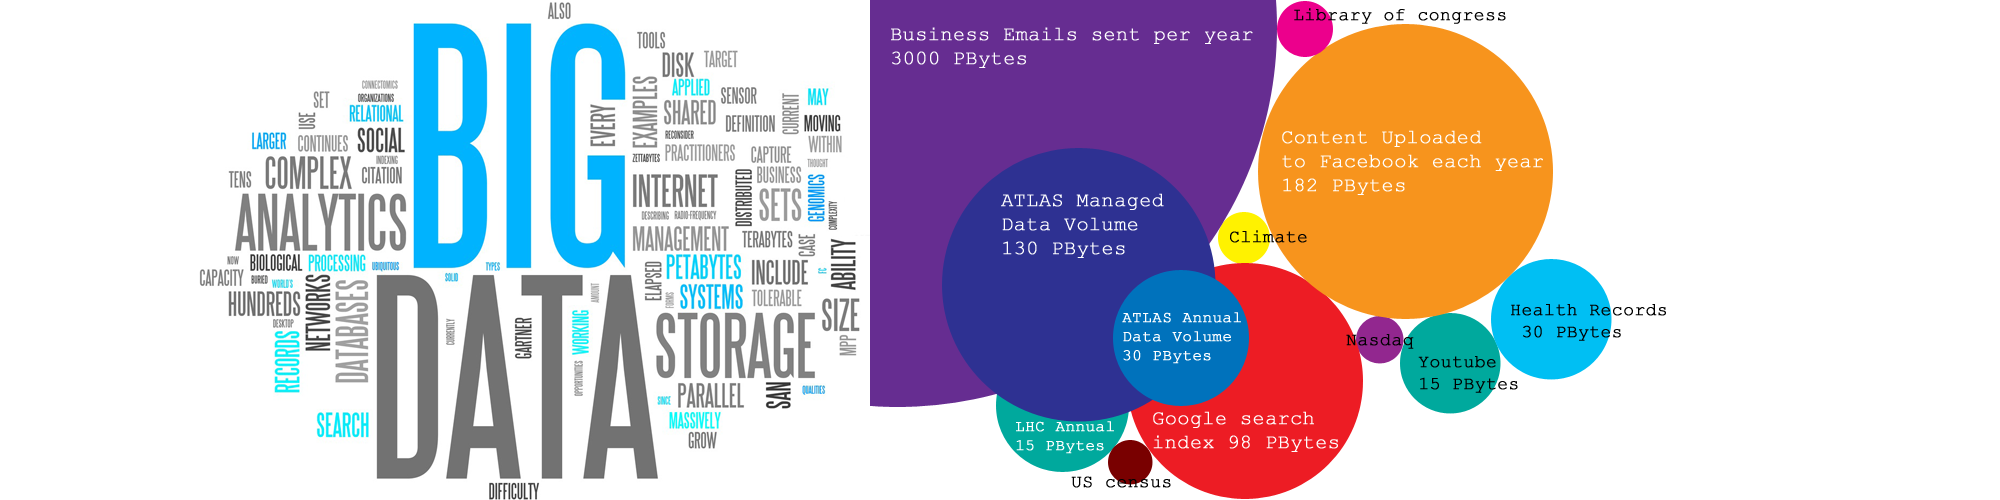 ALSO
BIG
DATA
TOOLS
DISK
TARGET
APPLIED
SENSOR
EXAMPLES
EVERY
SHARED
CURRENT
MAY
RECONSIDER
DEFINITION
MOVING
ZETTABYTES
PRACTITIONERS
CAPTURE
WITHIN
THOUGHT
CONNECTOMICS
SET
ORGANIZATIONS
RELATIONAL
USE
LARGER
CONTINUES
SOCIAL
INDEXING
TENS
COMPLEX
CITATION
ANALYTICS
INTERNET
DISTRIBUTED
BUSINESS
SETS
GENOMICS
COMPLEXITY
DESCRIBING
RADIO-FREQUENCY
MANAGEMENT
TERABYTES
CASE
ABILITY
NOW
BIOLOGICAL
PROCESSING
UBIQUITOUS
SOLID
TYPES
CAPACITY
BURIED
WORLD'S
ELAPSED
PETABYTES
INCLUDE
FC
HUNDREDS
NETWORKS
DATABASES
FORMS
SYSTEMS
TOLERABLE
SIZE
DESKTOP
RECORDS
CURRENTLY
GARTNER
AMOUNT
WORKING
OPPORTUNITIES
STORAGE
MPP
SINCE
PARALLEL
SAN
QUALITIES
SEARCH
MASSIVELY
GROW
DIFFICULTY
Business Emails sent per year
3000 PBytes
Library of congress
Content Uploaded
to Facebook each year
182 PBytes
ATLAS Managed
Data Volume
130 PBytes
Climate
ATLAS Annual
Data Volume
30 PBytes
Health Records
30 PBytes
Nasdaq
Youtube
15 PBytes
Google search
index 98 PBytes
LHC Annual
15 PBytes
US census